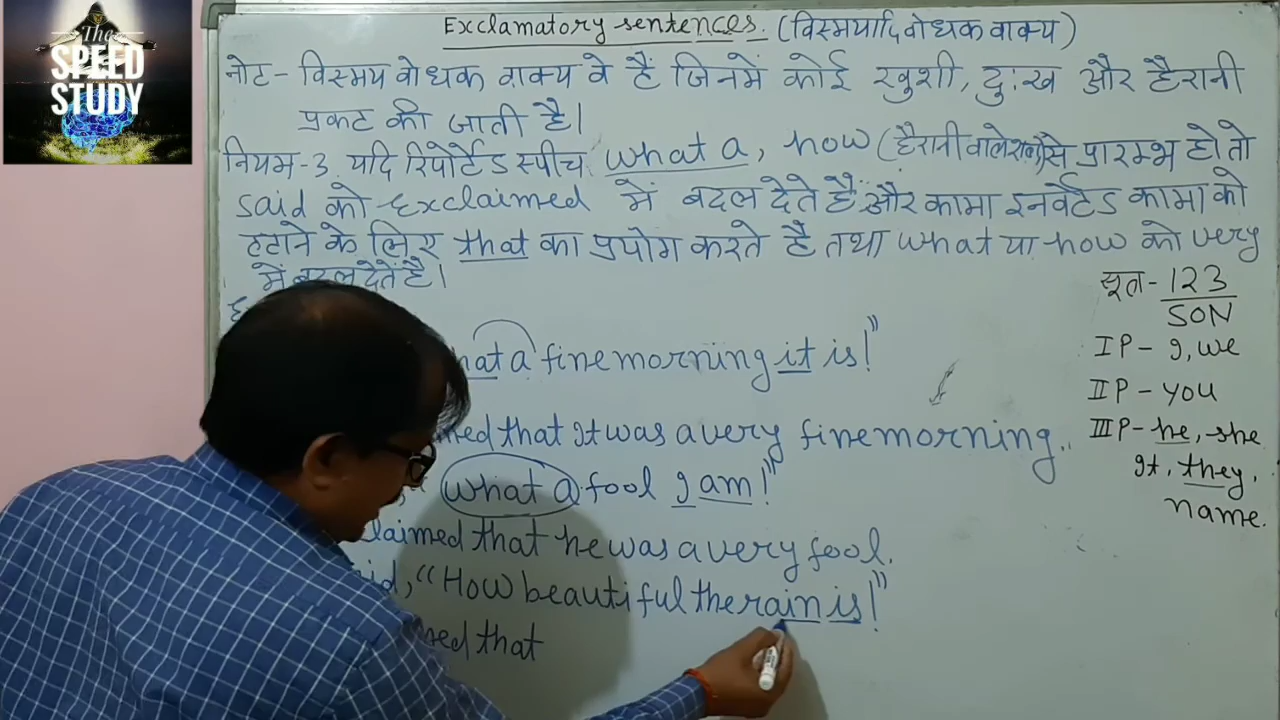 The
SPEED
STUDY
Exclamatory sentences. (विस्मयादिबोधक वाक्य)
नोट- विस्मय बोधक वाक्य वे हैं जिनमें कोई खुशी, दुःख और हैरानी
प्रकट की जाती है।
नियम-3. यदि रिपोर्टेड स्पीच what a, how (हैरानी वाले शब्द) से प्रारम्भ हो तो
said को Exclaimed में बदल देते हैं और कामा इनवर्टेड कामा को
हटाने के लिए that का प्रयोग करते हैं तथा what या how को very
में बदल देते है।
सूत्र- 123
SON
I P - I, we
II P - you
III P- he, she
It, they,
name.
a fine morning it is!"
that It was a very fine morning.
what a fool I am!"
that he was a very fool.
"How beautiful the rain is!"
that